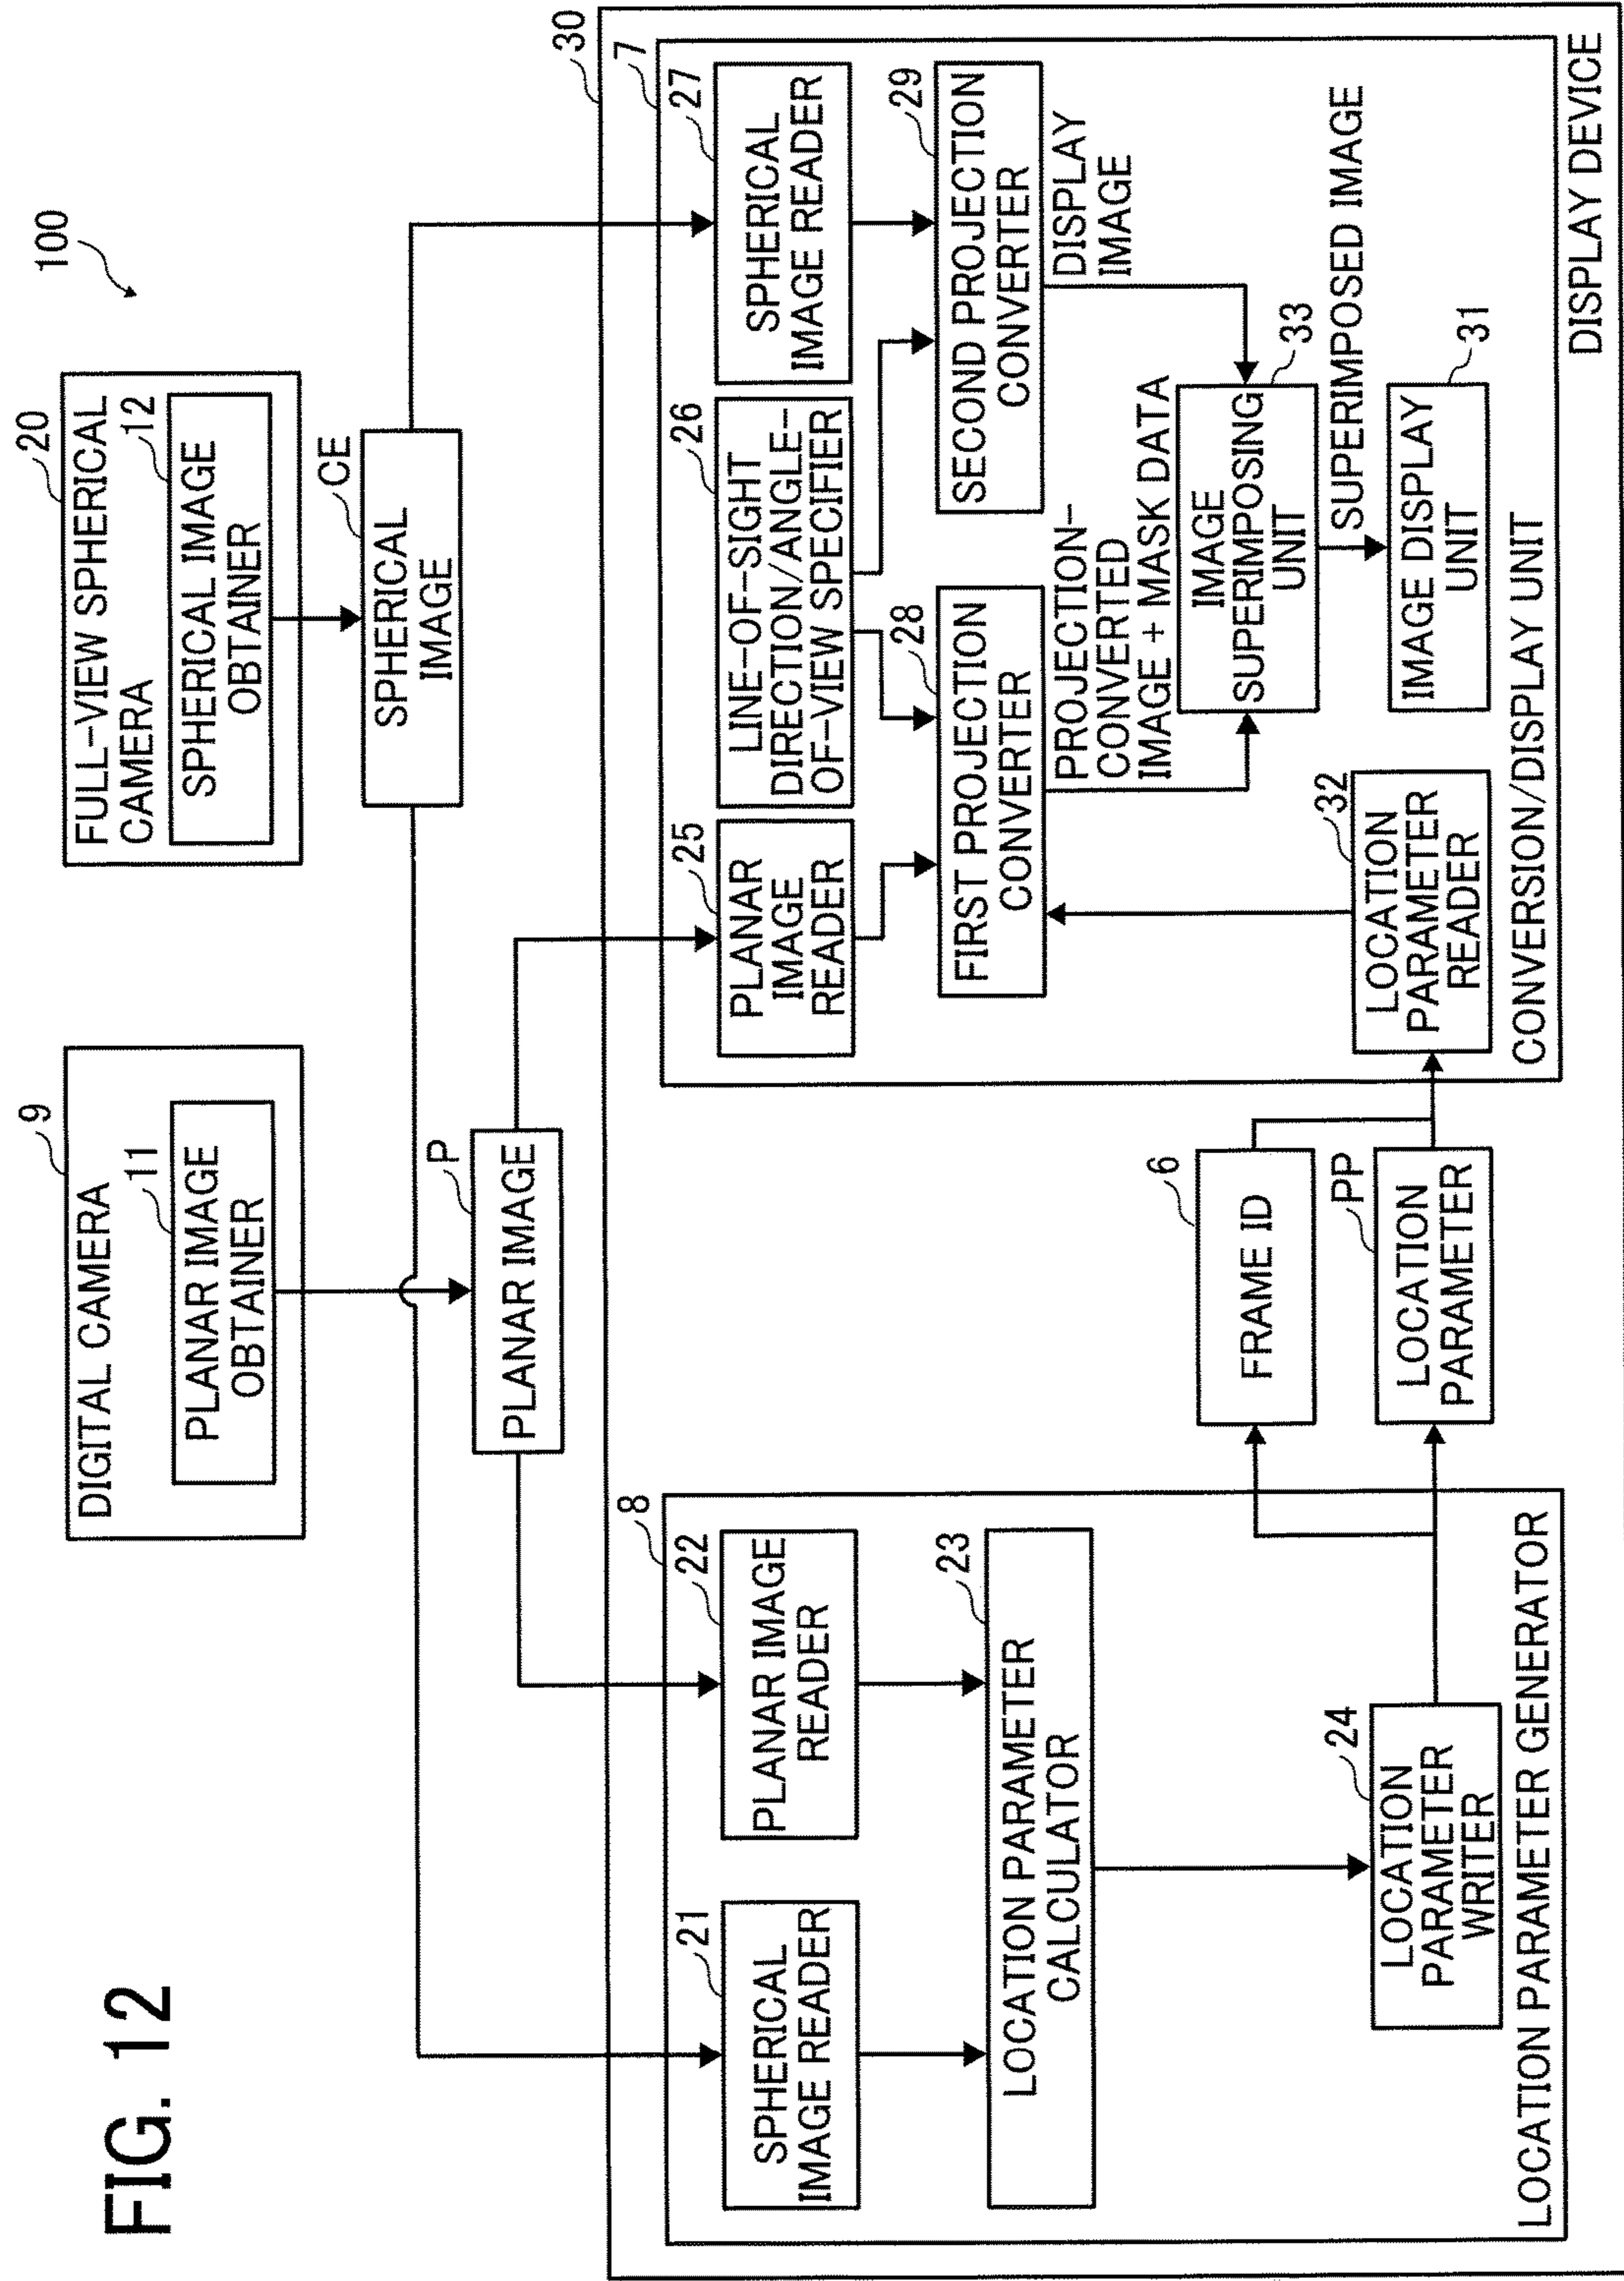 FIG. 12
100
9
DIGITAL CAMERA
11
PLANAR IMAGE
OBTAINER
20
FULL-VIEW SPHERICAL
CAMERA
12
SPHERICAL IMAGE
OBTAINER
CE
SPHERICAL
IMAGE
P
PLANAR IMAGE
30
8
21
SPHERICAL
IMAGE READER
22
PLANAR IMAGE
READER
23
LOCATION PARAMETER
CALCULATOR
24
LOCATION
PARAMETER
WRITER
LOCATION PARAMETER GENERATOR
6
FRAME ID
PP
LOCATION
PARAMETER
7
25
PLANAR
IMAGE
READER
26
LINE-OF-SIGHT
DIRECTION/ANGLE-
OF-VIEW SPECIFIER
27
SPHERICAL
IMAGE READER
28
FIRST PROJECTION
CONVERTER
29
SECOND PROJECTION
CONVERTER
PROJECTION-
CONVERTED
IMAGE + MASK DATA
DISPLAY
IMAGE
32
LOCATION
PARAMETER
READER
33
IMAGE
SUPERIMPOSING
UNIT
SUPERIMPOSED IMAGE
31
IMAGE DISPLAY
UNIT
CONVERSION/DISPLAY UNIT
DISPLAY DEVICE